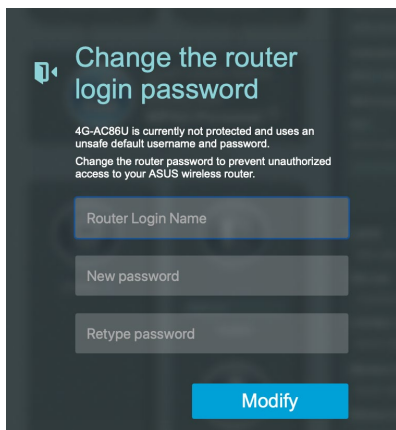 Change the router
login password
4G-AC86U is currently not protected and uses an
unsafe default username and password.
Change the router password to prevent unauthorized
access to your ASUS wireless router.
Router Login Name
New password
Retype password
Modify